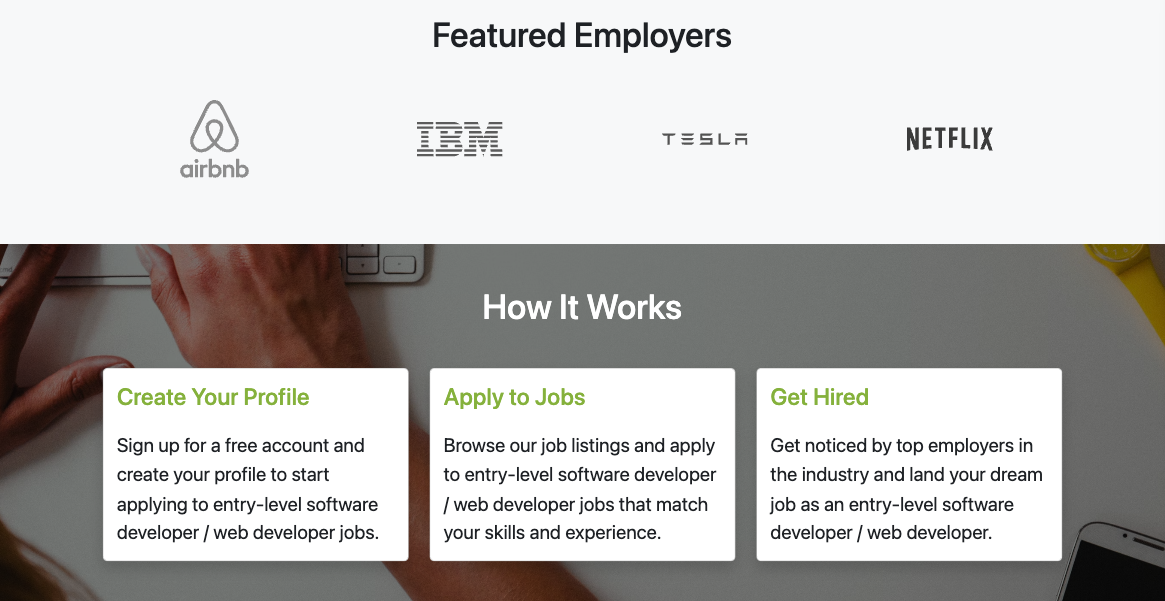 Featured Employers
airbnb
IBM
TESLA
NETFLIX
How It Works
Create Your Profile
Sign up for a free account and
create your profile to start
applying to entry-level software
developer / web developer jobs.
Apply to Jobs
Browse our job listings and apply
to entry-level software developer
/ web developer jobs that match
your skills and experience.
Get Hired
Get noticed by top employers in
the industry and land your dream
job as an entry-level software
developer / web developer.